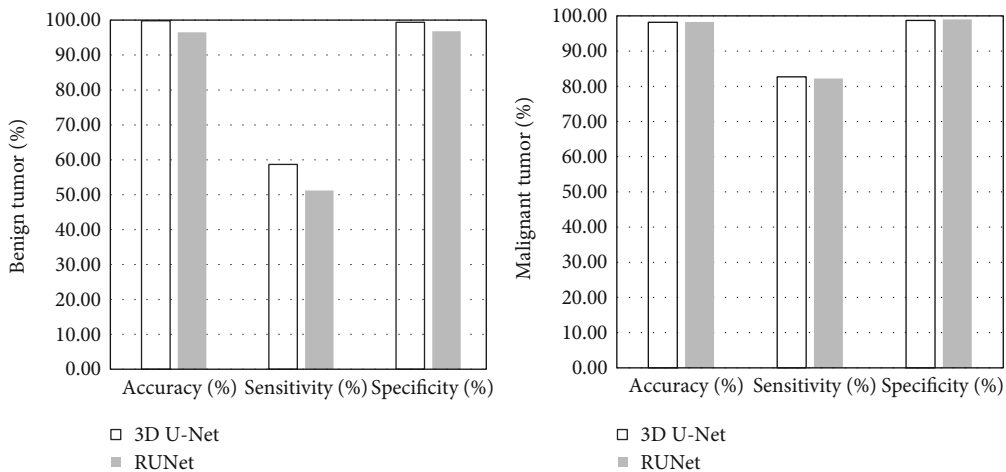 Benign tumor (%)
100.00
90.00
80.00
70.00
60.00
50.00
40.00
30.00
20.00
10.00
0.00
Accuracy (%) Sensitivity (%) Specificity (%)
3D U-Net
RUNet
Malignant tumor (%)
100.00
90.00
80.00
70.00
60.00
50.00
40.00
30.00
20.00
10.00
0.00
Accuracy (%) Sensitivity (%) Specificity (%)
3D U-Net
RUNet